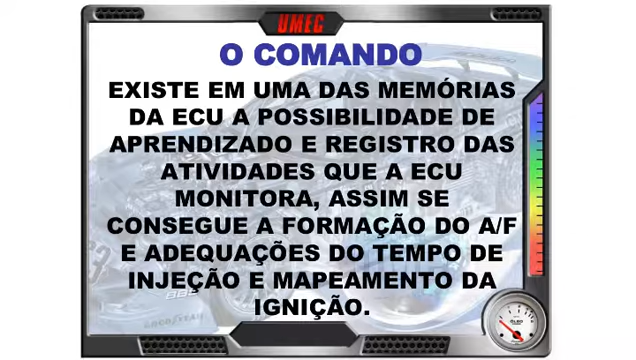 UMEC
O COMANDO
EXISTE EM UMA DAS MEMÓRIAS
DA ECU A POSSIBILIDADE DE
APRENDIZADO E REGISTRO DAS
ATIVIDADES QUE A ECU
MONITORA, ASSIM SE
CONSEGUE A FORMAÇÃO DO A/F
E ADEQUAÇÕES DO TEMPO DE
INJEÇÃO E MAPEAMENTO DA
IGNIÇÃO.
GOODYEAR